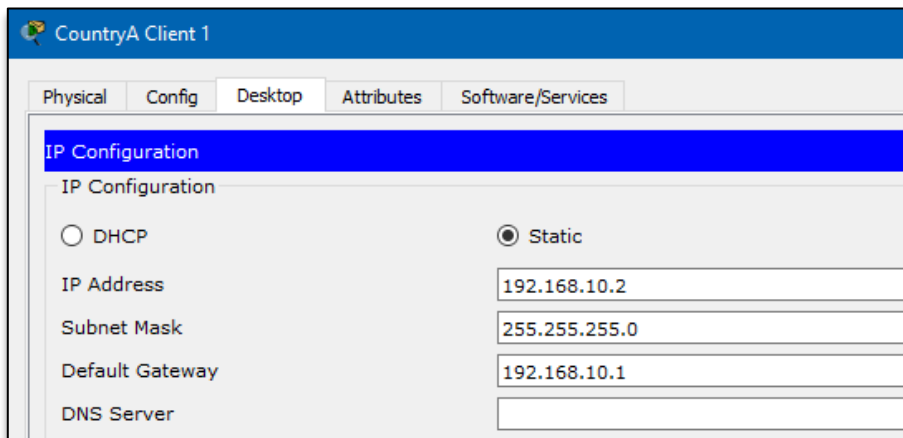 CountryA Client 1
Physical Config Desktop Attributes Software/Services
IP Configuration
IP Configuration
DHCP Static
IP Address 192.168.10.2
Subnet Mask 255.255.255.0
Default Gateway 192.168.10.1
DNS Server